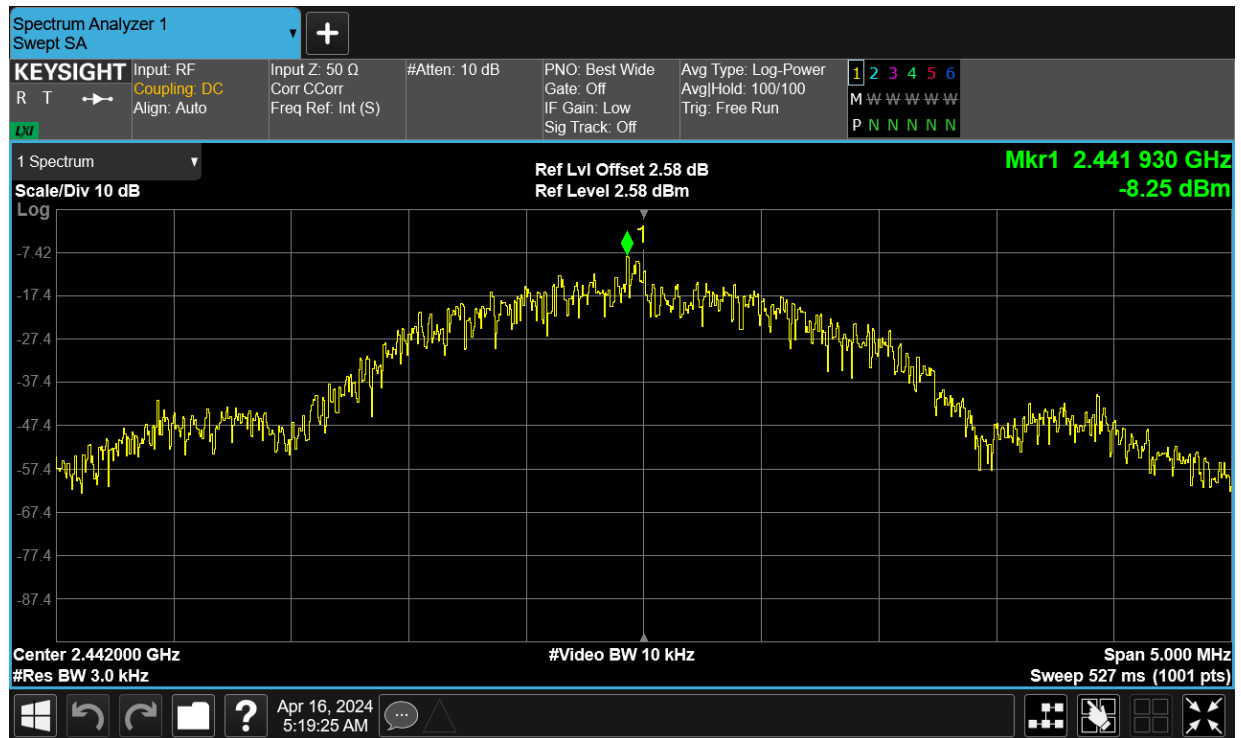 Spectrum Analyzer 1
Swept SA
+
KEYSIGHT
R T
LXI
Input: RF
Coupling: DC
Align: Auto
Input Z: 50 Ω
Corr CCorr
Freq Ref: Int (S)
#Atten: 10 dB
PNO: Best Wide
Gate: Off
IF Gain: Low
Sig Track: Off
Avg Type: Log-Power
Avg|Hold: 100/100
Trig: Free Run
1 2 3 4 5 6
M W W W W W
P N N N N N
1 Spectrum
Scale/Div 10 dB
Log
Ref Lvl Offset 2.58 dB
Ref Level 2.58 dBm
Mkr1 2.441 930 GHz
-8.25 dBm
1
-7.42
-17.4
-27.4
-37.4
-47.4
-57.4
-67.4
-77.4
-87.4
Center 2.442000 GHz
#Res BW 3.0 kHz
#Video BW 10 kHz
Span 5.000 MHz
Sweep 527 ms (1001 pts)
?
Apr 16, 2024
5:19:25 AM